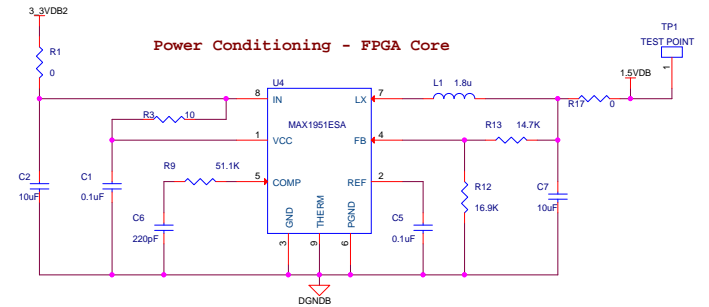 3_3VDB2
TP1
R1
0
Power Conditioning - FPGA Core
TEST POINT
1
U4
L1 1.8u
1.5VDB
8 IN
LX 7
R17 0
R3 10
MAX1951ESA
1 VCC
FB 4
R13 14.7K
R9 51.1K
C2
10uF
C1
0.1uF
5 COMP
REF 2
R12
16.9K
C7
10uF
C6
220pF
GND
THERM
PGND
C5
0.1uF
3
9
6
DGNDB